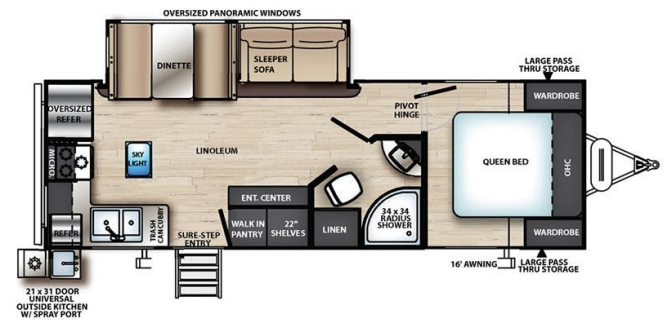 OVERSIZED PANORAMIC WINDOWS
DINETTE
SLEEPER
SOFA
LARGE PASS
THRU STORAGE
OVERSIZED
REFER
PIVOT
HINGE
WARDROBE
MICRO
SKY
LIGHT
LINOLEUM
QUEEN BED
OHC
ENT. CENTER
34 x 34
RADIUS
SHOWER
REFER
TRASH
CAN CUBBY
SURE-STEP
ENTRY
WALK IN
PANTRY
22"
SHELVES
LINEN
WARDROBE
16' AWNING
LARGE PASS
THRU STORAGE
21 x 31 DOOR
UNIVERSAL
OUTSIDE KITCHEN
W/ SPRAY PORT